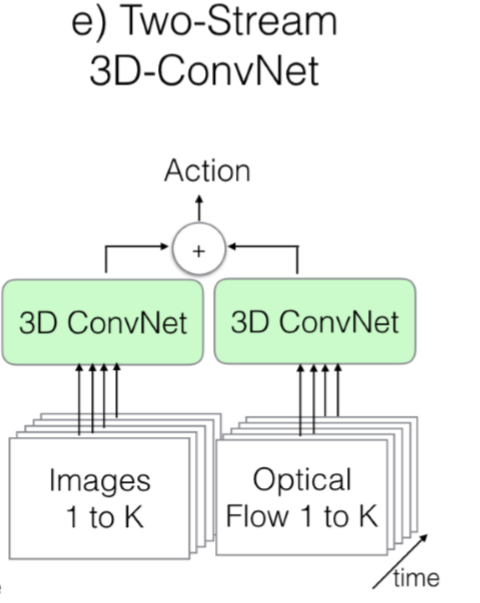 e) Two-Stream
3D-ConvNet
Action
+
3D ConvNet
3D ConvNet
Images
1 to K
Optical
Flow 1 to K
time